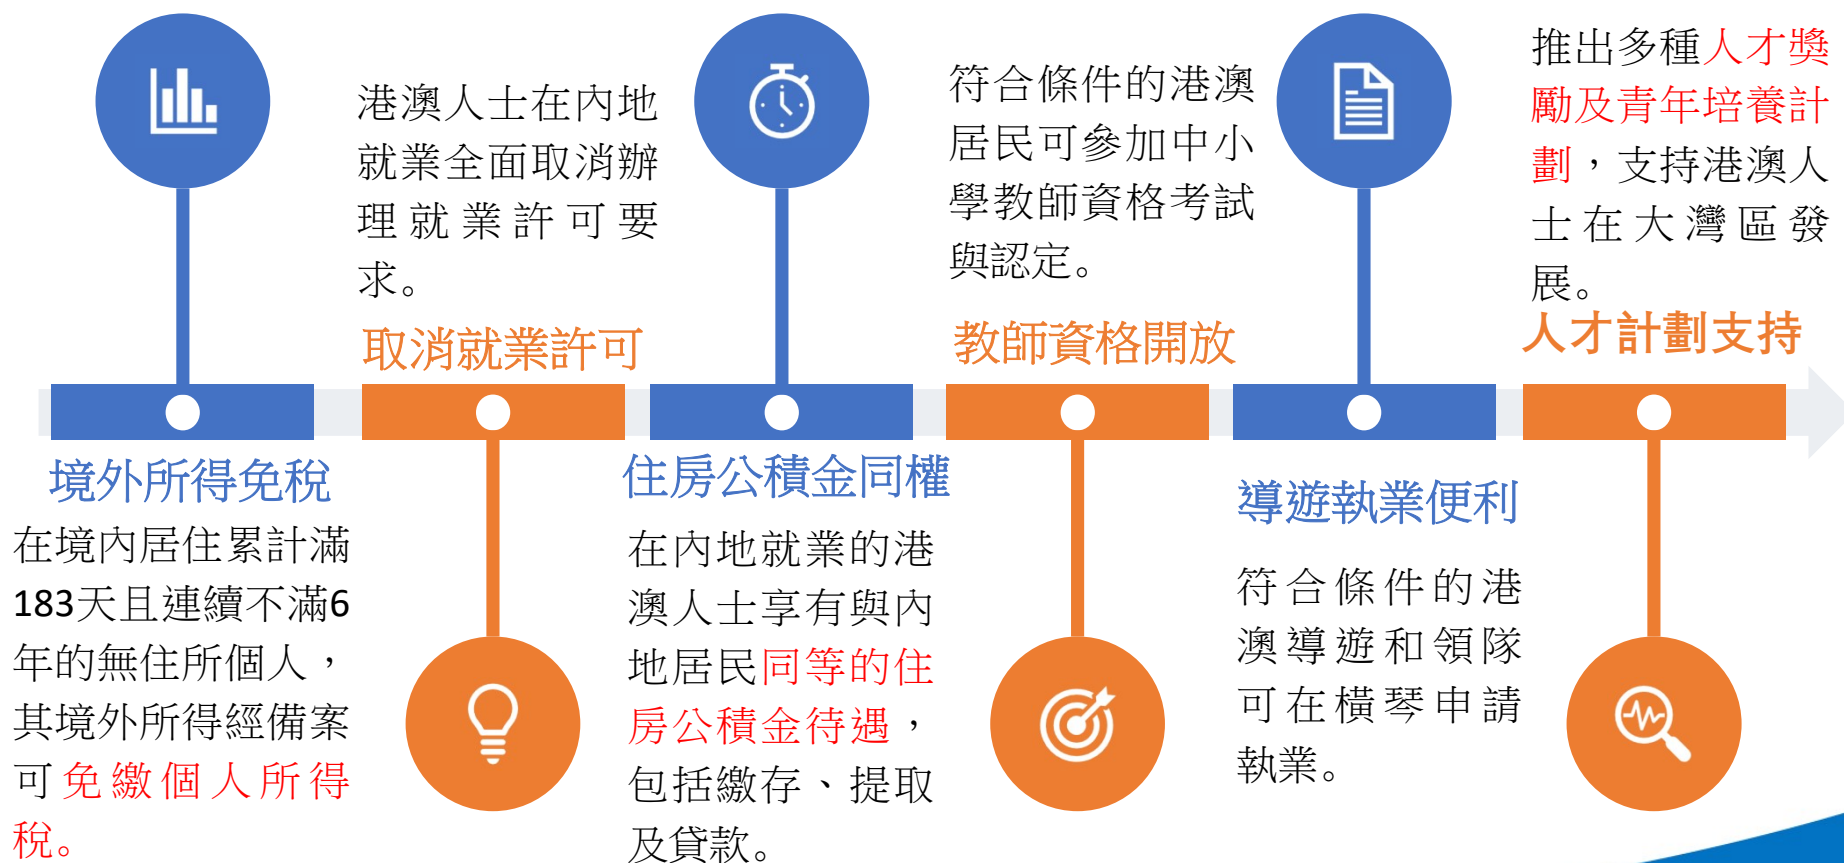 境外所得免稅
在境內居住累計滿
183天且連續不滿6
年的無住所個人，
其境外所得經備案
可免繳個人所得
稅。
港澳人士在內地
就業全面取消辦
理就業許可要
求。
取消就業許可
住房公積金同權
在內地就業的港
澳人士享有與內
地居民同等的住
房公積金待遇，
包括繳存、提取
及貸款。
符合條件的港澳
居民可參加中小
學教師資格考試
與認定。
教師資格開放
導遊執業便利
符合條件的港
澳導遊和領隊
可在橫琴申請
執業。
推出多種人才獎
勵及青年培養計
劃，支持港澳人
士在大灣區發
展。
人才計劃支持